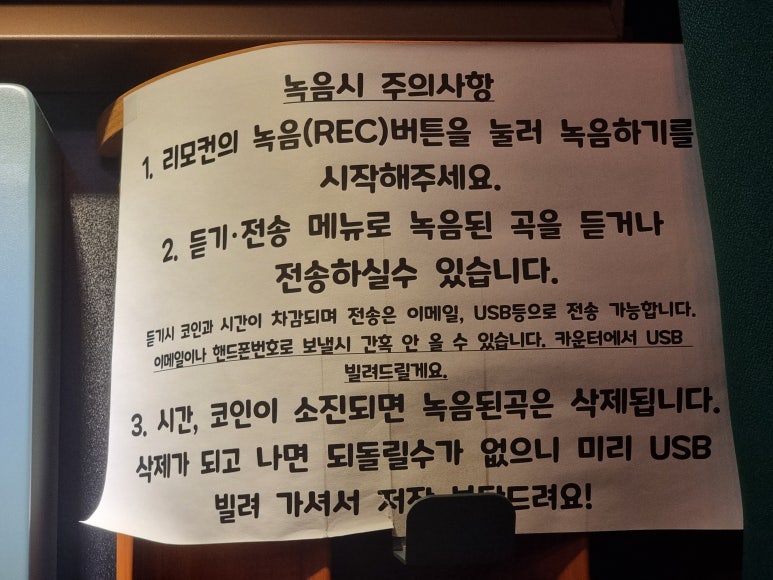 녹음시 주의사항
1. 리모컨의 녹음(REC)버튼을 눌러 녹음하기를
시작해주세요.
2. 듣기·전송 메뉴로 녹음된 곡을 듣거나
전송하실수 있습니다.
듣기시 코인과 시간이 차감되며 전송은 이메일, USB등으로 전송 가능합니다.
이메일이나 핸드폰번호로 보낼시 간혹 안 올 수 있습니다. 카운터에서 USB
빌려드릴게요.
3. 시간, 코인이 소진되면 녹음된곡은 삭제됩니다.
삭제가 되고 나면 되돌릴수가 없으니 미리 USB
빌려 가셔서 저장